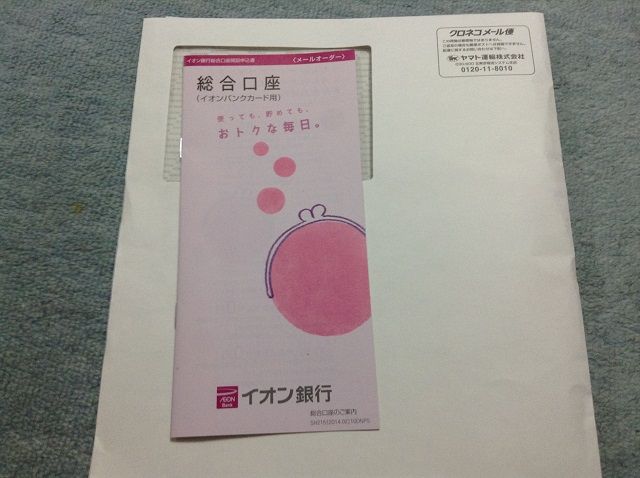 クロネコメール便
ヤマト運輸株式会社
0120-11-8010
イオン銀行総合口座開設申込書
〈メールオーダー〉
総合口座
(イオンバンクカード用)
使っても、貯めても、
おトクな毎日。
ÆON
Bank
イオン銀行
総合口座のご案内